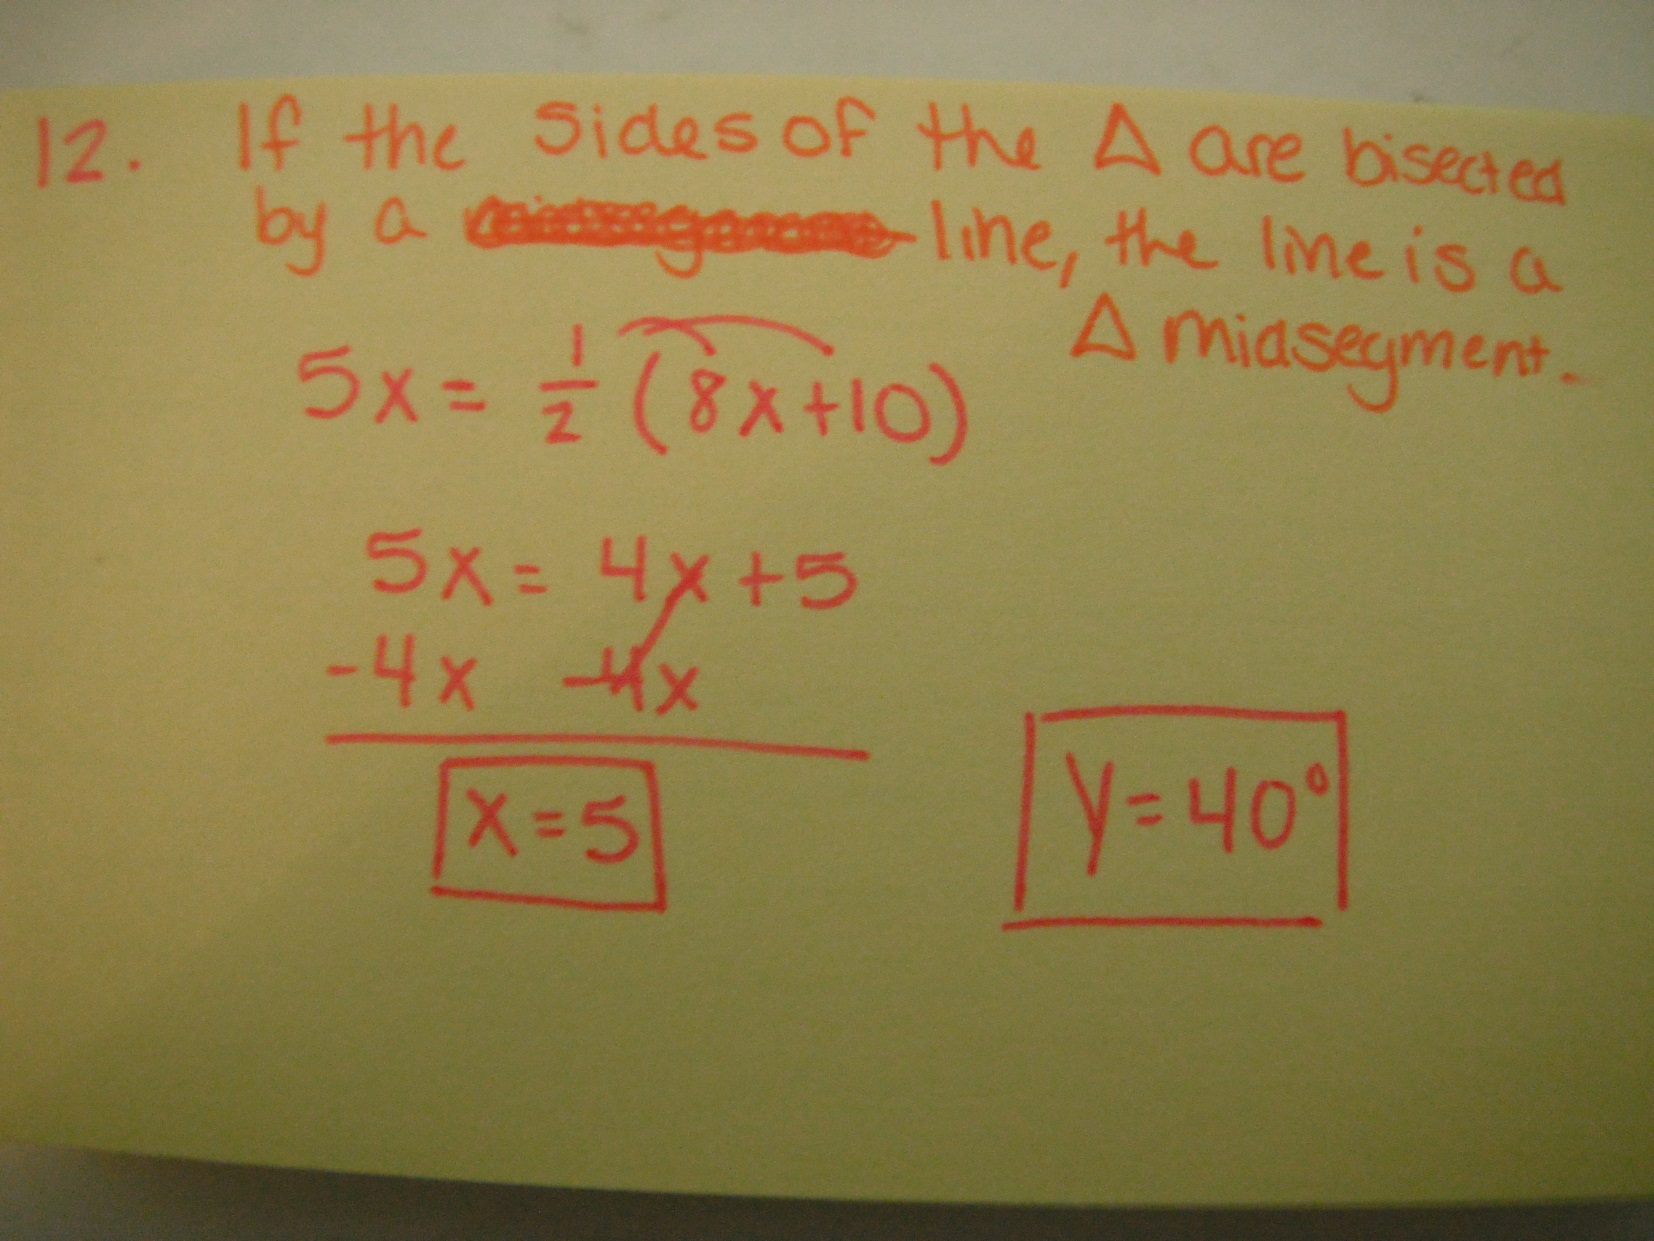 12. If the sides of the Δ are bisected
by a line, the line is a
Δ midsegment.
5x = 1/2 (8x+10)
5x = 4x + 5
-4x -4x
x = 5
y = 40°